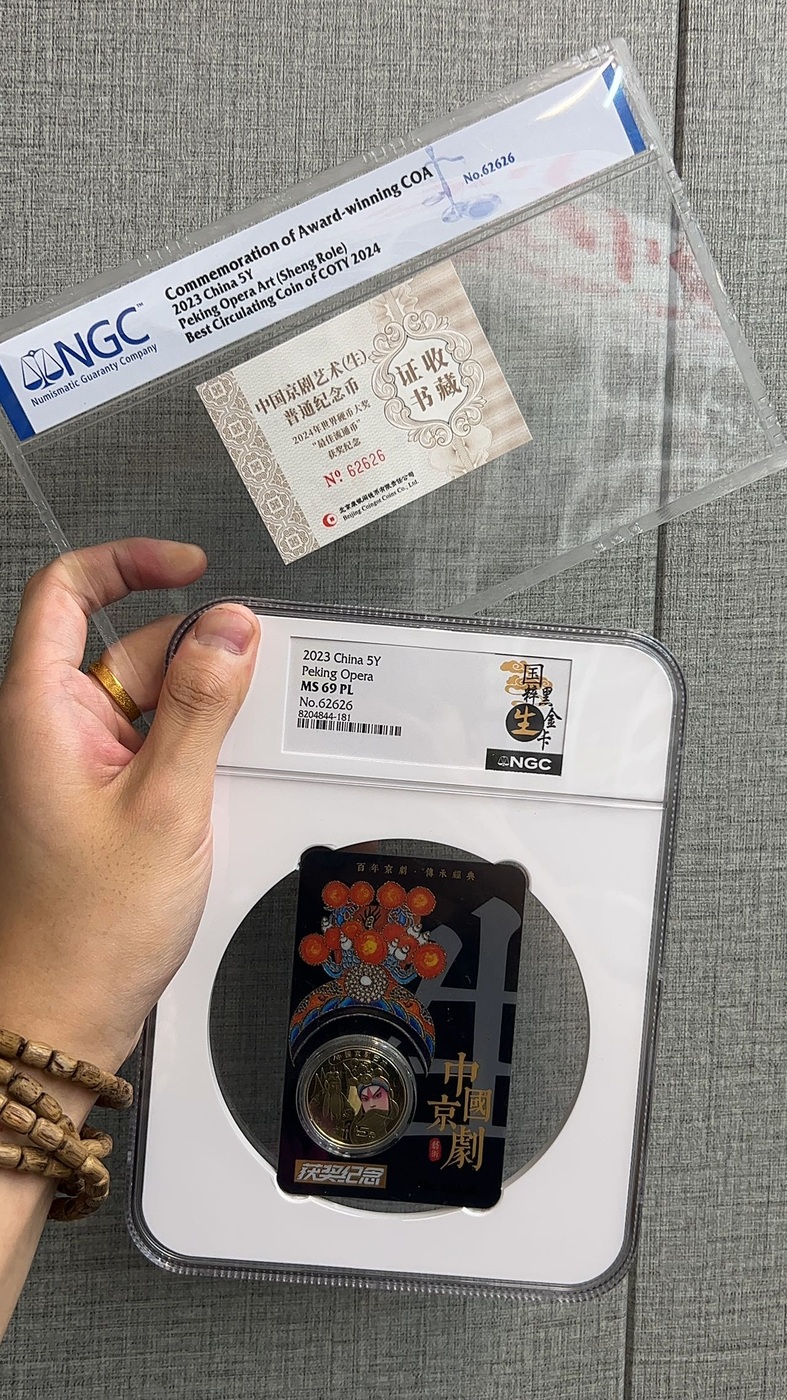 Commemoration of Award-winning COA
No.62626
2023 China 5Y
Peking Opera Art (Sheng Role)
Best Circulating Coin of COTY 2024
NGC™
Numismatic Guaranty Company
中国京剧艺术(生)
普通纪念币
2024年世界硬币大奖
"最佳流通币"
获奖纪念
No. 62626
Beijing Coingot Coins Co., Ltd.
收藏
证书
2023 China 5Y
Peking Opera
MS 69 PL
No.62626
8204844-181
国粹
生
黑金卡
NGC
百年京劇·傳承經典
生
中國
京劇
获奖纪念